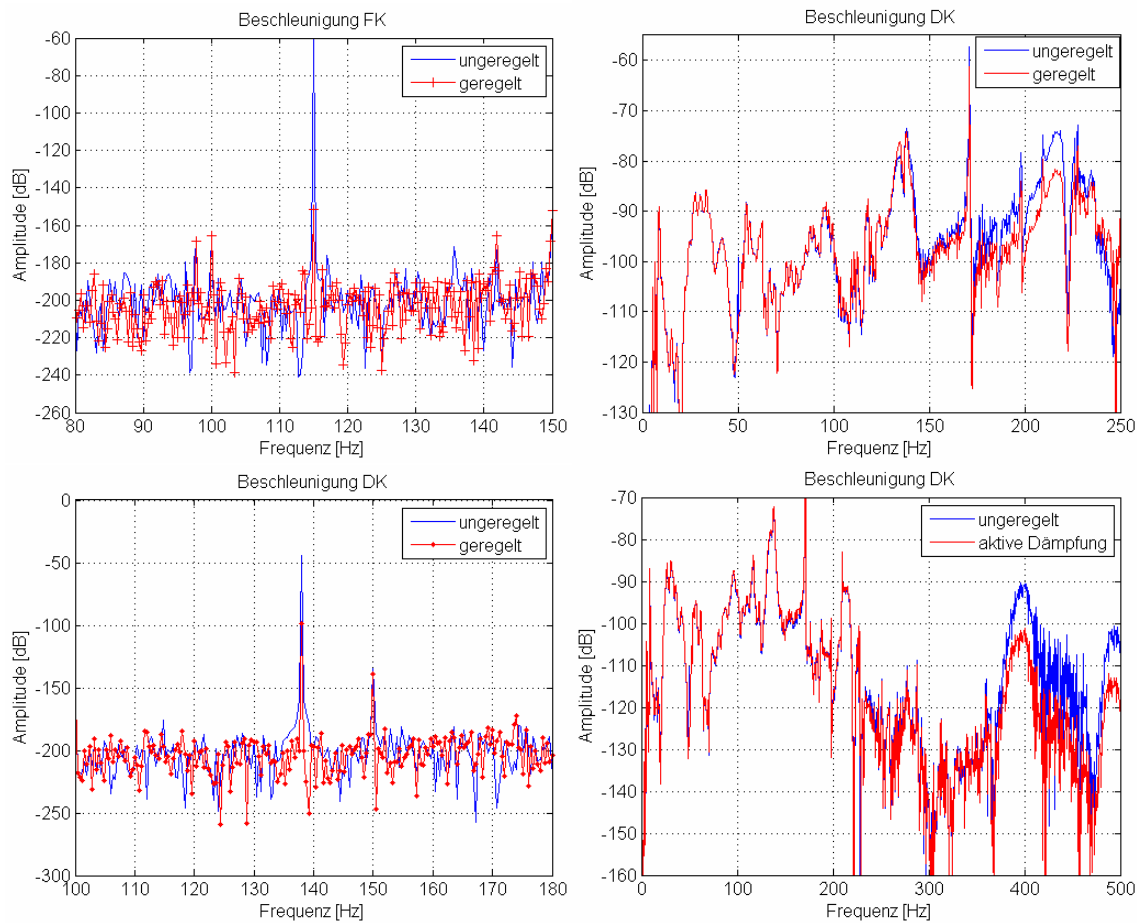 Beschleunigung FK
-60
-80
-100
-120
-140
-160
-180
-200
-220
-240
-260
Amplitude [dB]
80 90 100 110 120 130 140 150
Frequenz [Hz]
ungeregelt
geregelt
Beschleunigung DK
-60
-70
-80
-90
-100
-110
-120
-130
Amplitude [dB]
0 50 100 150 200 250
Frequenz [Hz]
ungeregelt
geregelt
Beschleunigung DK
0
-50
-100
-150
-200
-250
-300
Amplitude [dB]
100 110 120 130 140 150 160 170 180
Frequenz [Hz]
ungeregelt
geregelt
Beschleunigung DK
-70
-80
-90
-100
-110
-120
-130
-140
-150
-160
Amplitude [dB]
0 100 200 300 400 500
Frequenz [Hz]
ungeregelt
aktive Dämpfung